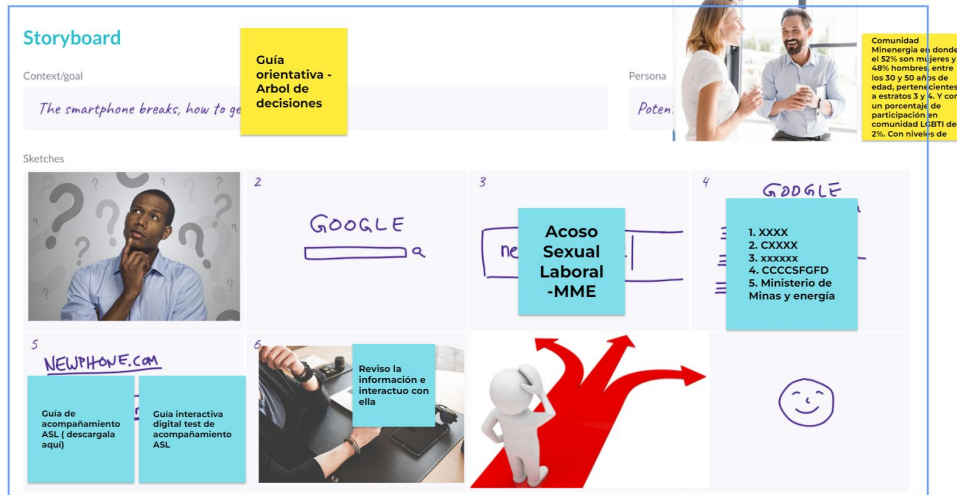 Storyboard
Context/goal
The smartphone breaks, how to ge
Guía
orientativa -
Arbol de
decisiones
Persona
Poten
Comunidad
Minenergia en donde
el 52% son mujeres y
48% hombres, entre
los 30 y 50 años de
edad, pertenecientes
a estratos 3 y 4. Y con
un porcentaje de
participación en
comunidad LGBTI de
2%. Con niveles de
Sketches
2
GOOGLE
3
ne
Acoso
Sexual
Laboral
-MME
4
GOOGLE
1. XXXX
2. CXXXX
3. xxxxxx
4. CCCCSFGFD
5. Ministerio de
Minas y energía
5
NEWPHONE.COM
Guía de
acompañamiento
ASL ( descargala
aquí)
Guía interactiva
digital test de
acompañamiento
ASL
6
Reviso la
información e
interactuo con
ella